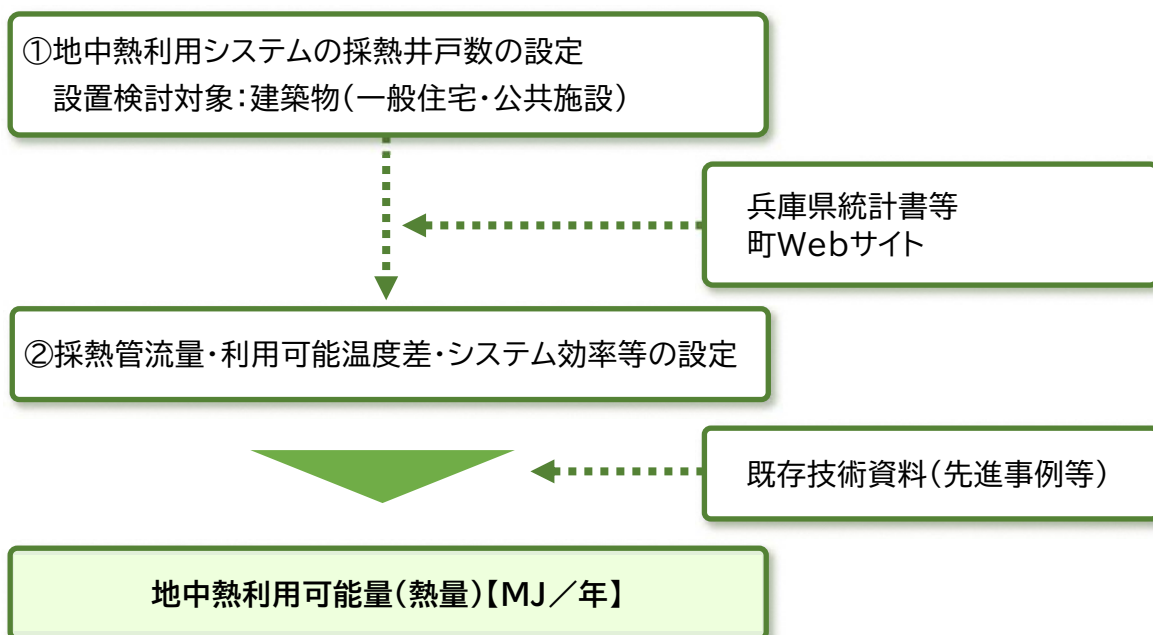 ①地中熱利用システムの採熱井戸数の設定
設置検討対象：建築物（一般住宅・公共施設）
兵庫県統計書等
町Webサイト
②採熱管流量・利用可能温度差・システム効率等の設定
既存技術資料（先進事例等）
地中熱利用可能量（熱量）【MJ／年】